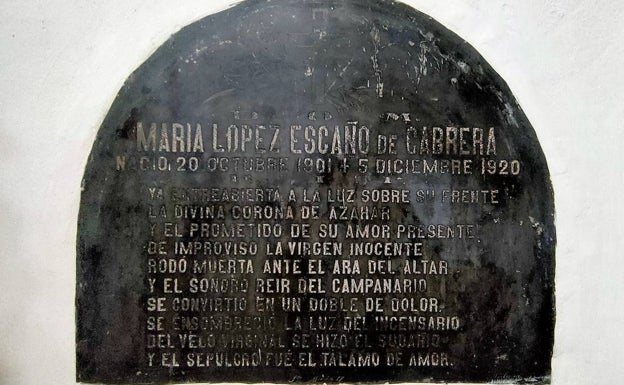 MARIA LOPEZ ESCAÑO DE CABRERA
NACIO: 20 OCTUBRE 1901 + 5 DICIEMBRE 1920
YA ENTREABIERTA A LA LUZ SOBRE SU FRENTE
LA DIVINA CORONA DE AZAHAR
Y EL PROMETIDO DE SU AMOR PRESENTE
DE IMPROVISO LA VIRGEN INOCENTE
RODO MUERTA ANTE EL ARA DEL ALTAR.
Y EL SONORO REIR DEL CAMPANARIO
SE CONVIRTIO EN UN DOBLE DE DOLOR.
SE ENSOMBRECIO LA LUZ DEL INCENSARIO
DEL VELO VIRGINAL SE HIZO EL SUDARIO
Y EL SEPULCRO FUÉ EL TALAMO DE AMOR.